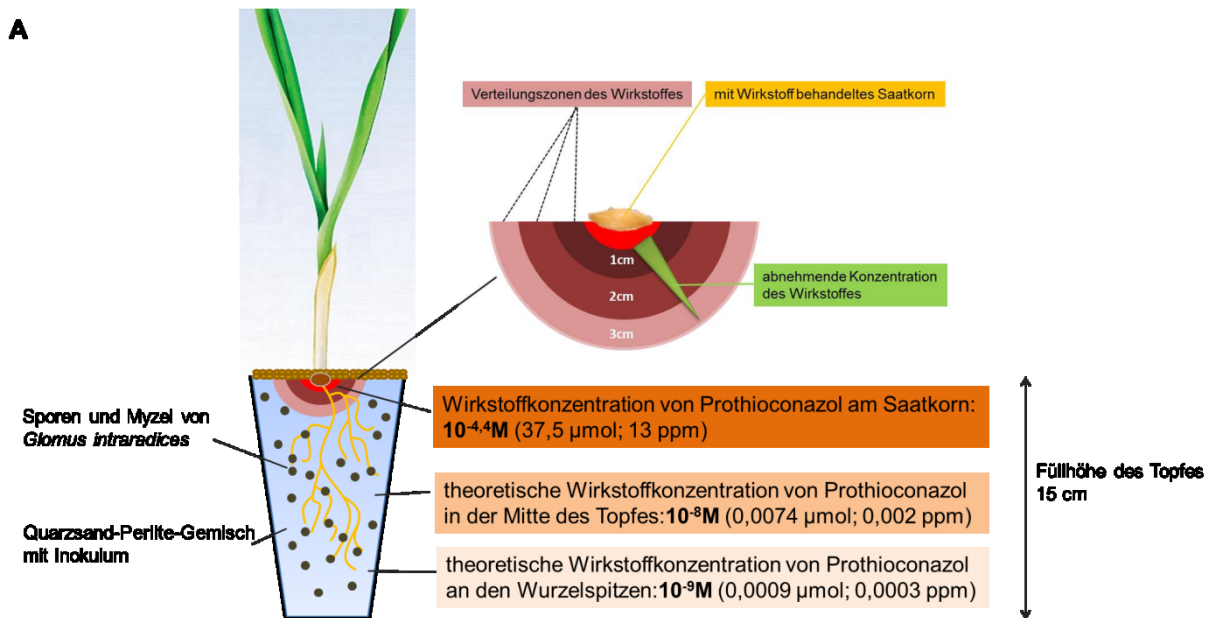 A
Verteilungszonen des Wirkstoffes
mit Wirkstoff behandeltes Saatkorn
1cm
2cm
3cm
abnehmende Konzentration
des Wirkstoffes
Sporen und Myzel von
Glomus intraradices
Quarzsand-Perlite-Gemisch
mit Inokulum
Wirkstoffkonzentration von Prothioconazol am Saatkorn:
10⁻⁴,⁴M (37,5 µmol; 13 ppm)
theoretische Wirkstoffkonzentration von Prothioconazol
in der Mitte des Topfes:10⁻⁸M (0,0074 µmol; 0,002 ppm)
theoretische Wirkstoffkonzentration von Prothioconazol
an den Wurzelspitzen:10⁻⁹M (0,0009 µmol; 0,0003 ppm)
Füllhöhe des Topfes
15 cm